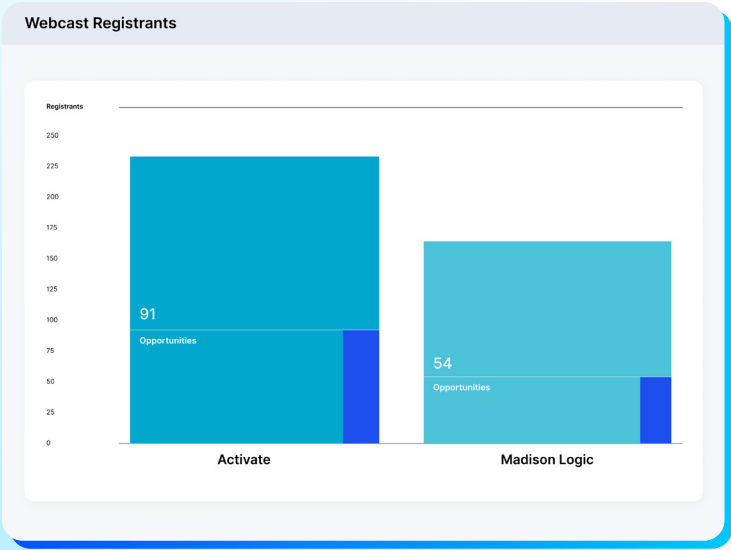 Webcast Registrants
Registrants
250
225
200
175
150
125
100
75
50
25
0
91
Opportunities
54
Opportunities
Activate
Madison Logic